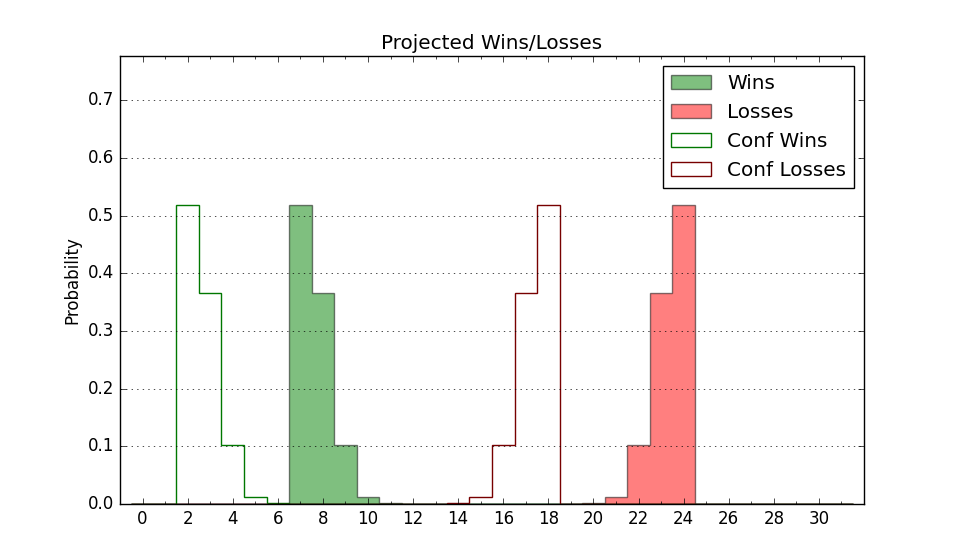 Projected Wins/Losses
Wins
Losses
Conf Wins
Conf Losses
Probability
0.7
0.6
0.5
0.4
0.3
0.2
0.1
0.0
0 2 4 6 8 10 12 14 16 18 20 22 24 26 28 30